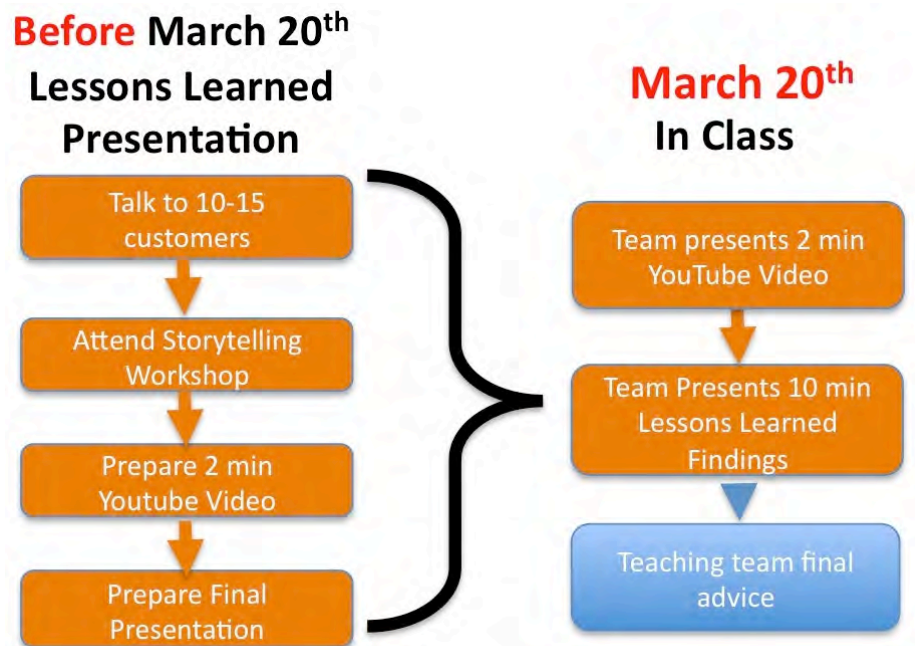 Before March 20th
Lessons Learned
Presentation
Talk to 10-15
customers
Attend Storytelling
Workshop
Prepare 2 min
Youtube Video
Prepare Final
Presentation
March 20th
In Class
Team presents 2 min
YouTube Video
Team Presents 10 min
Lessons Learned
Findings
Teaching team final
advice